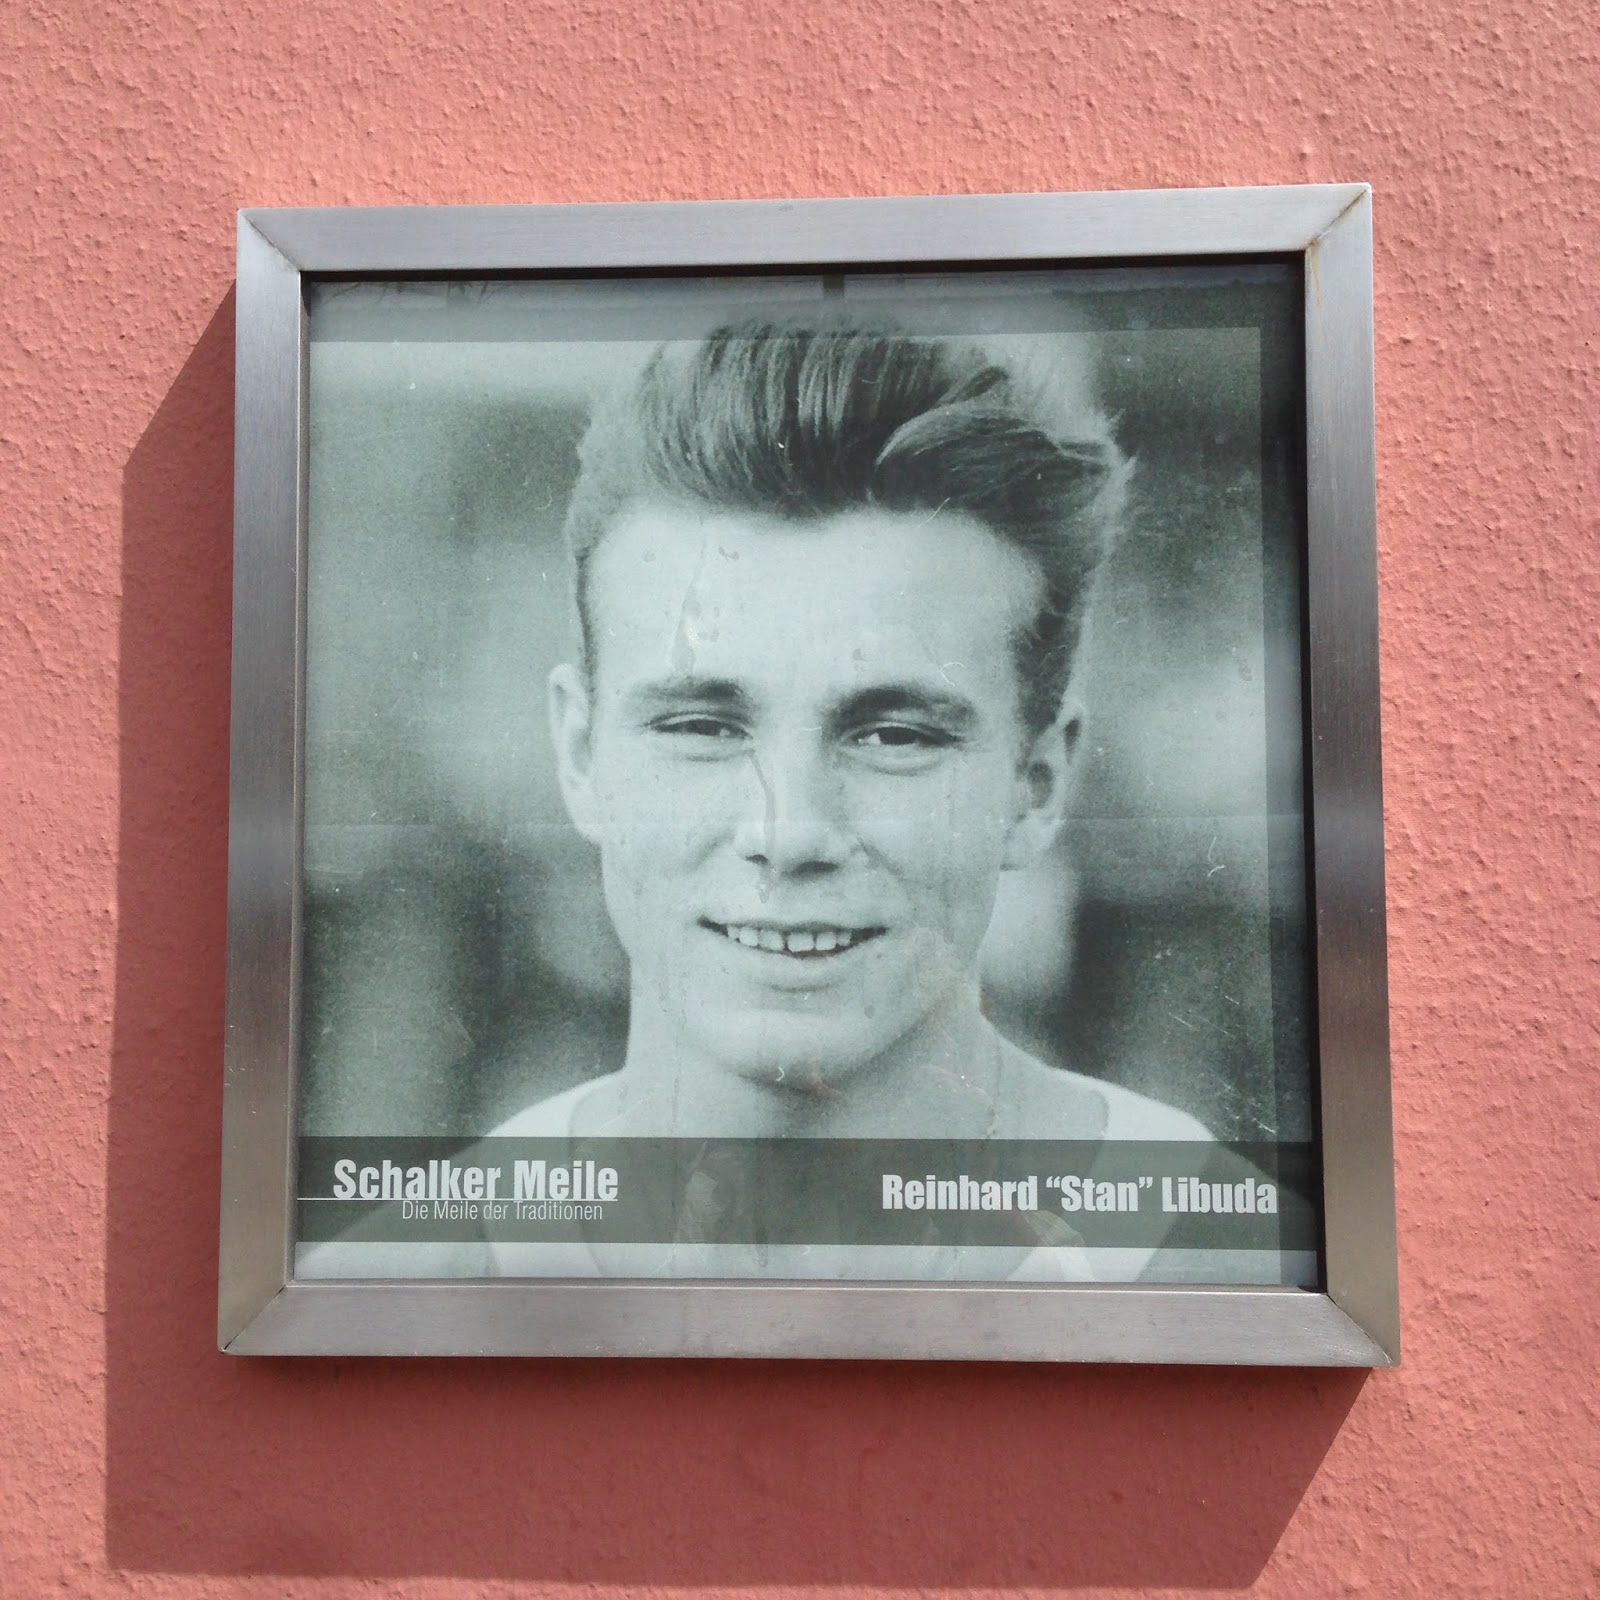 Schalker Meile
Die Meile der Traditionen
Reinhard “Stan” Libuda